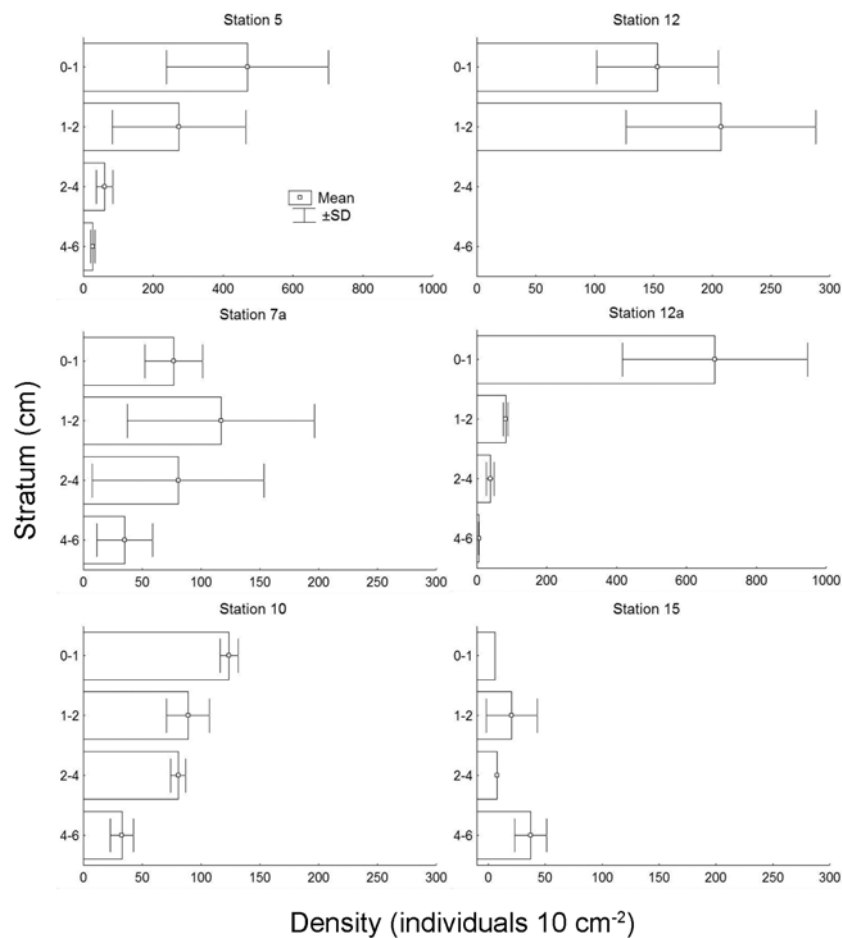 Station 5
0-1
1-2
2-4
4-6
Mean
±SD
0 200 400 600 800 1000
Station 12
0-1
1-2
2-4
4-6
0 50 100 150 200 250 300
Station 7a
0-1
1-2
2-4
4-6
0 50 100 150 200 250 300
Station 12a
0-1
1-2
2-4
4-6
0 200 400 600 800 1000
Station 10
0-1
1-2
2-4
4-6
0 50 100 150 200 250 300
Station 15
0-1
1-2
2-4
4-6
0 50 100 150 200 250 300
Stratum (cm)
Density (individuals 10 cm⁻²)